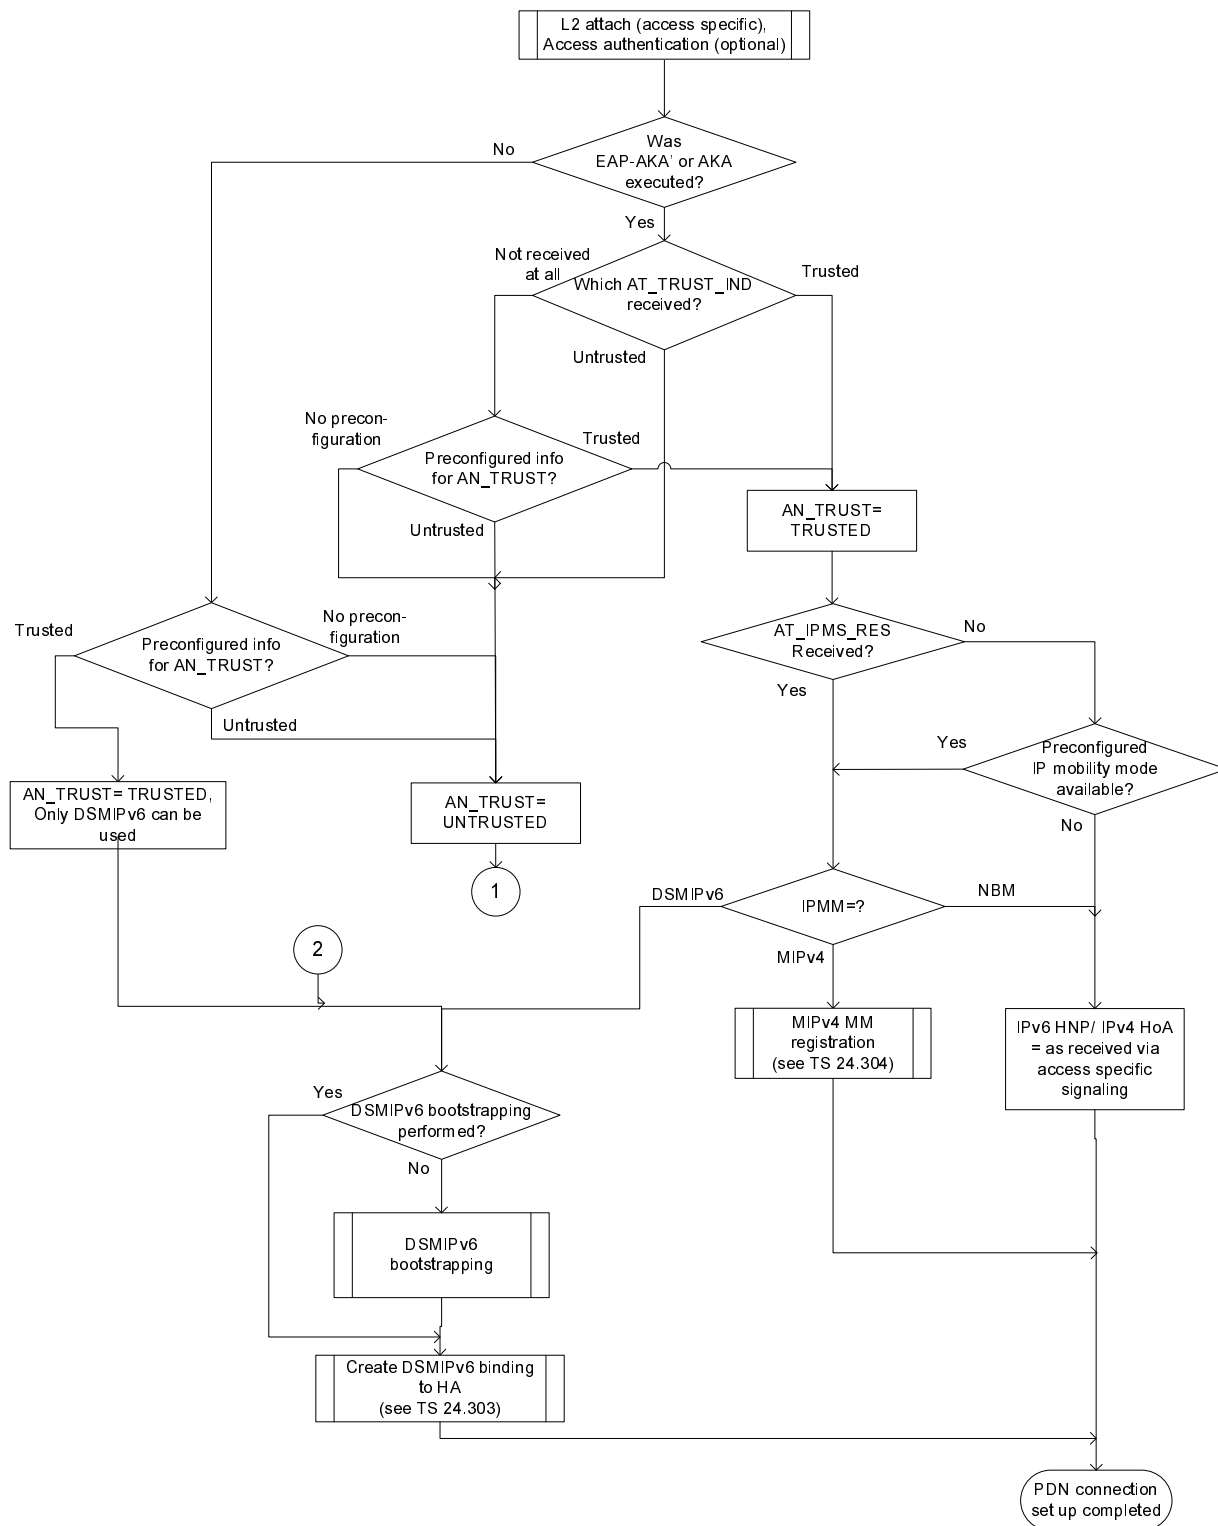 L2 attach (access specific),
Access authentication (optional)
Was
EAP-AKA' or AKA
executed?
No
Yes
Not received
at all
Which AT_TRUST_IND
received?
Trusted
Untrusted
No precon-
figuration
Trusted
Preconfigured info
for AN_TRUST?
Untrusted
AN_TRUST=
TRUSTED
Trusted
No precon-
figuration
Preconfigured info
for AN_TRUST?
Untrusted
AT_IPMS_RES
Received?
No
Yes
Yes
Preconfigured
IP mobility mode
available?
No
AN_TRUST= TRUSTED,
Only DSMIPv6 can be
used
AN_TRUST=
UNTRUSTED
1
DSMIPv6
IPMM=?
NBM
MIPv4
2
MIPv4 MM
registration
(see TS 24.304)
IPv6 HNP/ IPv4 HoA
= as received via
access specific
signaling
Yes
DSMIPv6 bootstrapping
performed?
No
DSMIPv6
bootstrapping
Create DSMIPv6 binding
to HA
(see TS 24.303)
PDN connection
set up completed